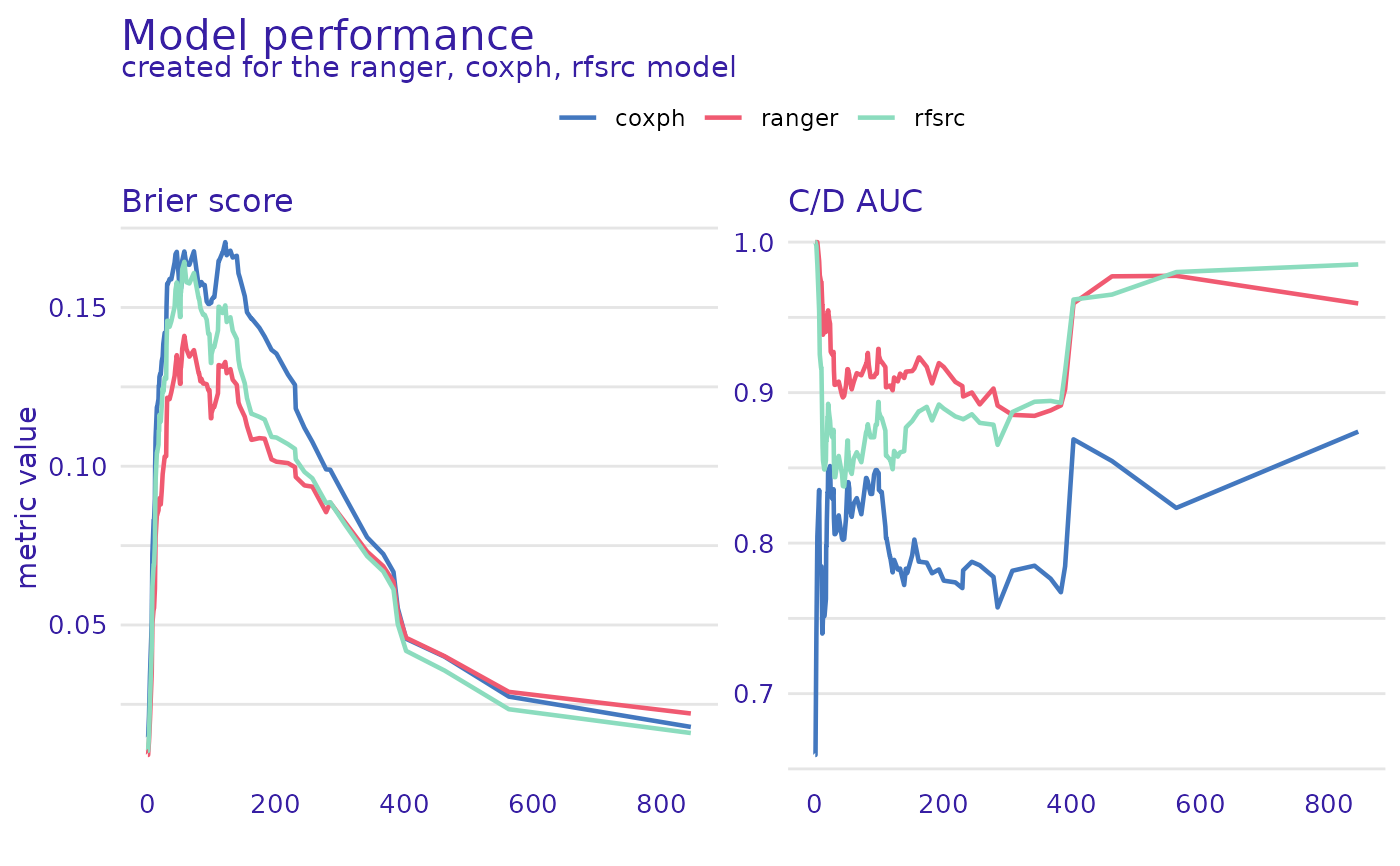 Model performance
created for the ranger, coxph, rfsrc model
coxph ranger rfsrc
Brier score
C/D AUC
metric value
0.15
0.10
0.05
0 200 400 600 800
1.0
0.9
0.8
0.7
0 200 400 600 800